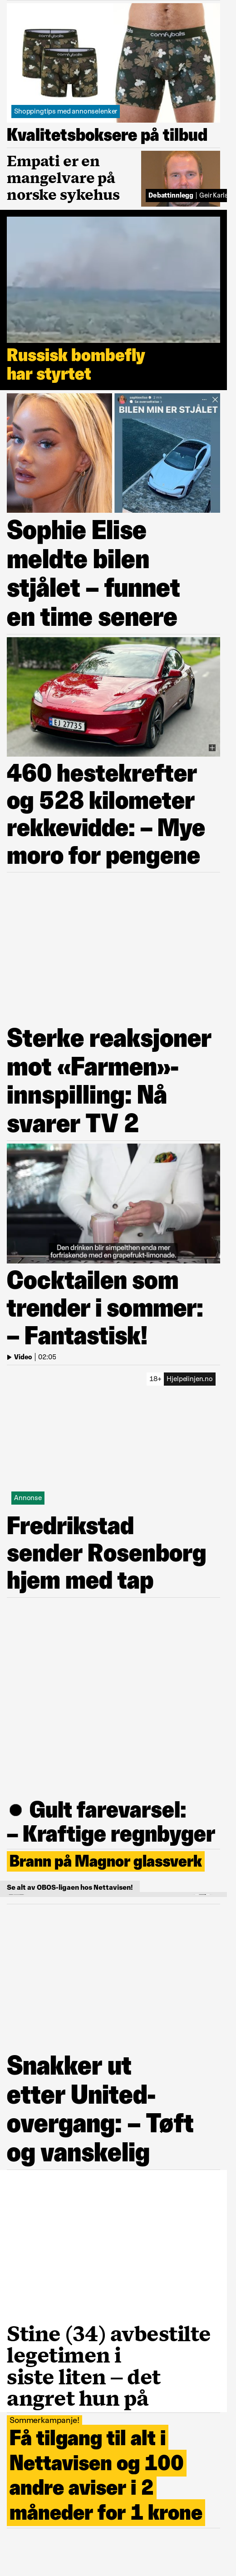 comfyballs
comfyballs
Shoppingtips med annonselenker
Kvalitetsboksere på tilbud
Empati er en
mangelvare på
norske sykehus
Debattinnlegg | Geir Karls
Russisk bombefly
har styrtet
BILEN MIN ER STJÅLET
Sophie Elise
meldte bilen
stjålet – funnet
en time senere
EJ 27735
460 hestekrefter
og 528 kilometer
rekkevidde: – Mye
moro for pengene
Sterke reaksjoner
mot «Farmen»-
innspilling: Nå
svarer TV 2
Den drinken blir simpelthen enda mer
forfriskende med en grapefrukt-limonade.
Cocktailen som
trender i sommer:
– Fantastisk!
Video | 02:05
18+ Hjelpelinjen.no
Annonse
Fredrikstad
sender Rosenborg
hjem med tap
● Gult farevarsel:
– Kraftige regnbyger
Brann på Magnor glassverk
Se alt av OBOS-ligaen hos Nettavisen!
Snakker ut
etter United-
overgang: – Tøft
og vanskelig
Stine (34) avbestilte
legetimen i
siste liten – det
angret hun på
Sommerkampanje!
Få tilgang til alt i
Nettavisen og 100
andre aviser i 2
måneder for 1 krone